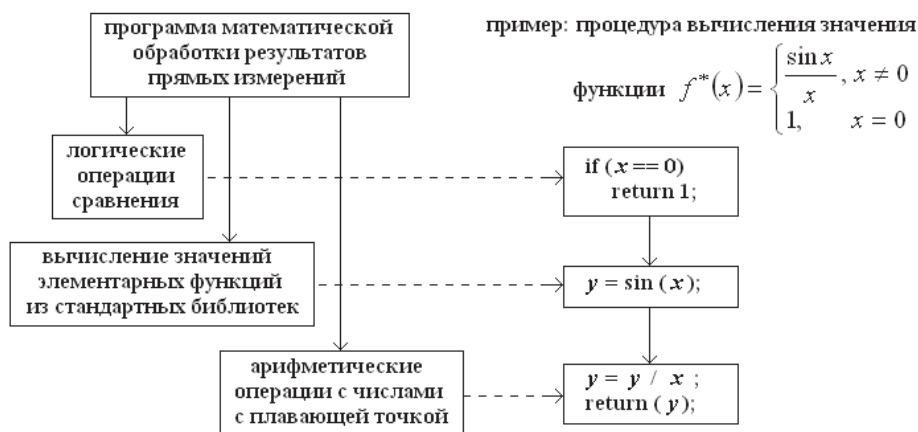 программа математической
обработки результатов
прямых измерений
логические
операции
сравнения
вычисление значений
элементарных функций
из стандартных библиотек
арифметические
операции с числами
с плавающей точкой
пример: процедура вычисления значения
функции f*(x) = { sin x / x, x ≠ 0
1, x = 0
if (x == 0)
return 1;
y = sin (x);
y = y / x ;
return (y);